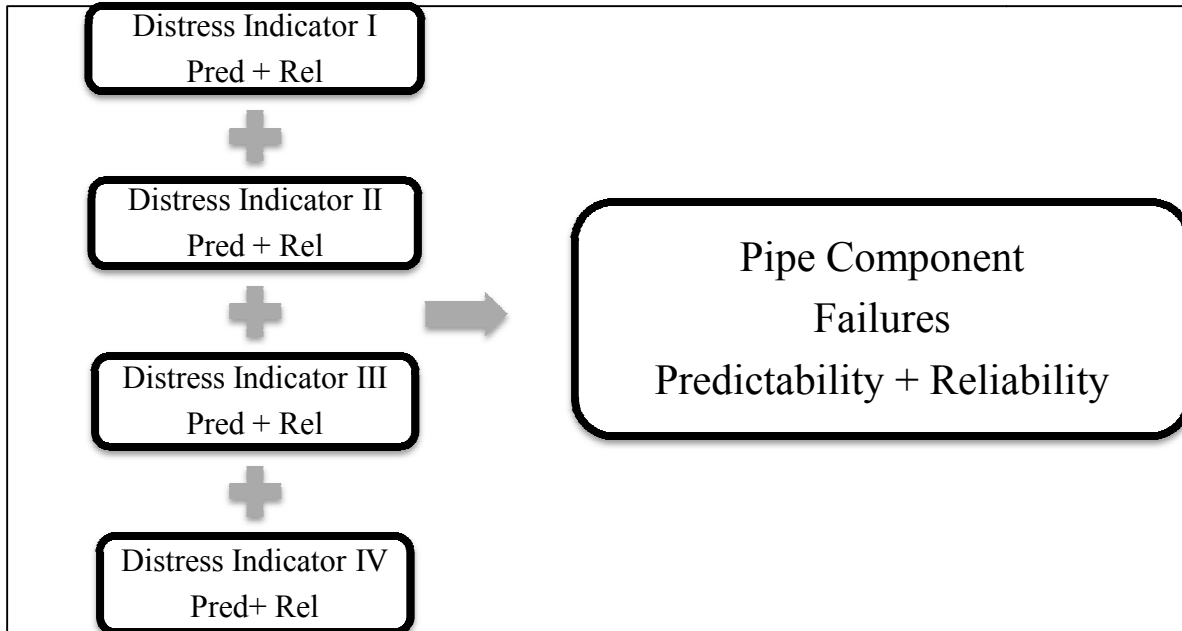 Distress Indicator I
Pred + Rel
Distress Indicator II
Pred + Rel
Distress Indicator III
Pred + Rel
Distress Indicator IV
Pred+ Rel
Pipe Component
Failures
Predictability + Reliability